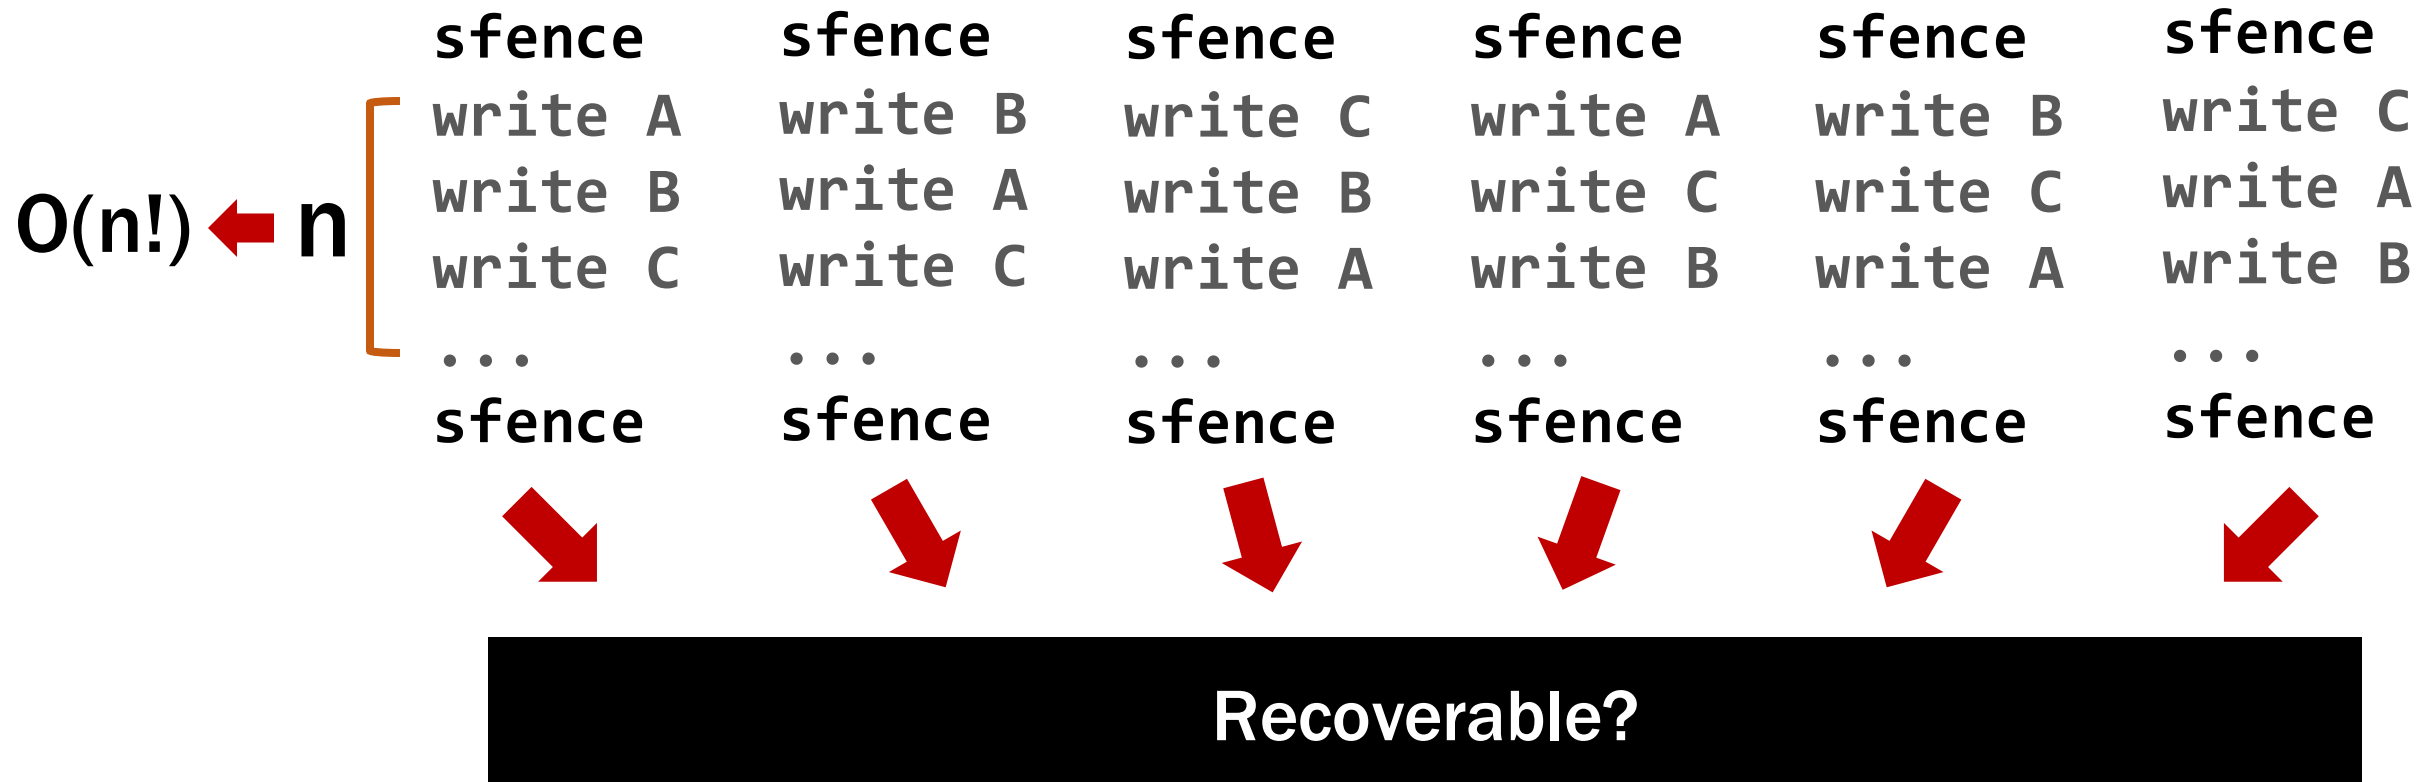 sfence sfence sfence sfence sfence sfence
write A write B write C write A write B write C
write B write A write B write C write C write A
O(n!) n
write C write C write A write B write A write B
... ... ... ... ... ...
sfence sfence sfence sfence sfence sfence
Recoverable?